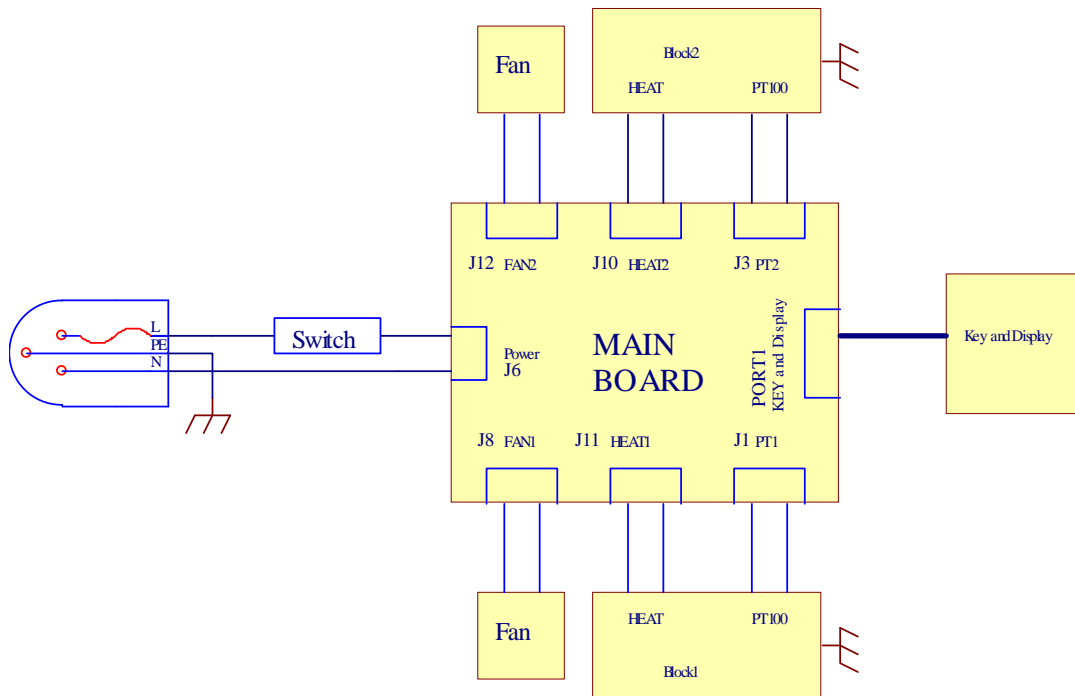 Fan
Block2
HEAT
PT100
J12 FAN2
J10 HEAT2
J3 PT2
L
PE
N
Switch
Power
J6
MAIN
BOARD
PORT1
KEY and Display
Key and Display
J8 FAN1
J11 HEAT1
J1 PT1
Fan
HEAT
PT100
Block1